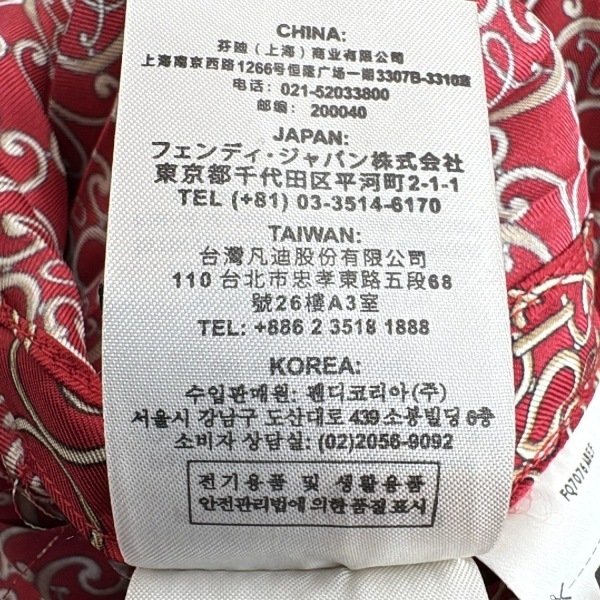 CHINA:
芬迪（上海）商业有限公司
上海南京西路1266号恒隆广场一期3307B-3310室
电话: 021-52033800
邮编: 200040
JAPAN:
フェンディ・ジャパン株式会社
東京都千代田区平河町2-1-1
TEL (+81) 03-3514-6170
TAIWAN:
台灣凡迪股份有限公司
110 台北市忠孝東路五段68
號26樓A3室
TEL: +886 2 3518 1888
KOREA:
수입판매원: 펜디코리아(주)
서울시 강남구 도산대로 439 소봉빌딩 6층
소비자 상담실: (02)2056-9092
전기용품 및 생활용품
안전관리법에 의한 품질표시